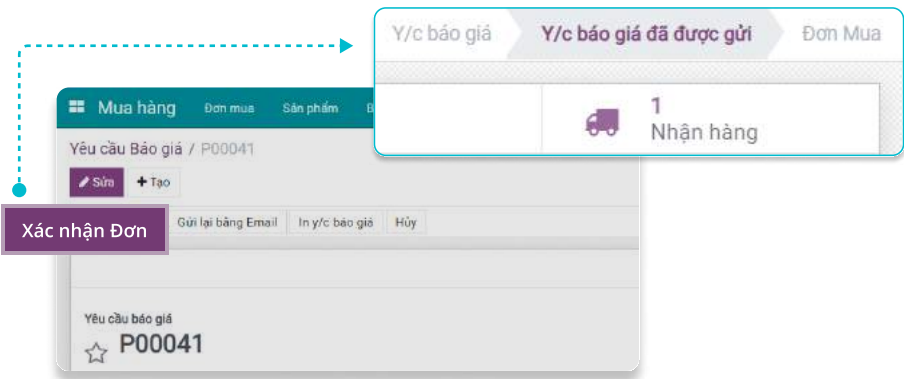 Y/c báo giá Y/c báo giá đã được gửi Đơn Mua
1
Nhận hàng
Mua hàng Đơn mua Sản phẩm B
Yêu cầu Báo giá / P00041
Sửa + Tạo
Xác nhận Đơn Gửi lại bằng Email In y/c báo giá Hủy
Yêu cầu báo giá
P00041